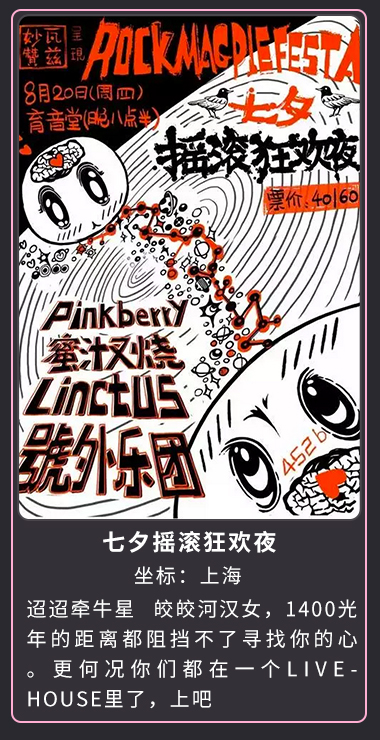 妙瓦
赞兹
呈现
ROCKMAGPIEFESTA
8月20日(周四)
育音堂(晚八点半)
七夕
摇滚狂欢夜
票价:40/60
Pinkberry
蜜汁叉烧
Linctus
號外乐团
452b
七夕摇滚狂欢夜
坐标：上海
迢迢牵牛星 皎皎河汉女，1400光
年的距离都阻挡不了寻找你的心
。更何况你们都在一个LIVE-
HOUSE里了，上吧